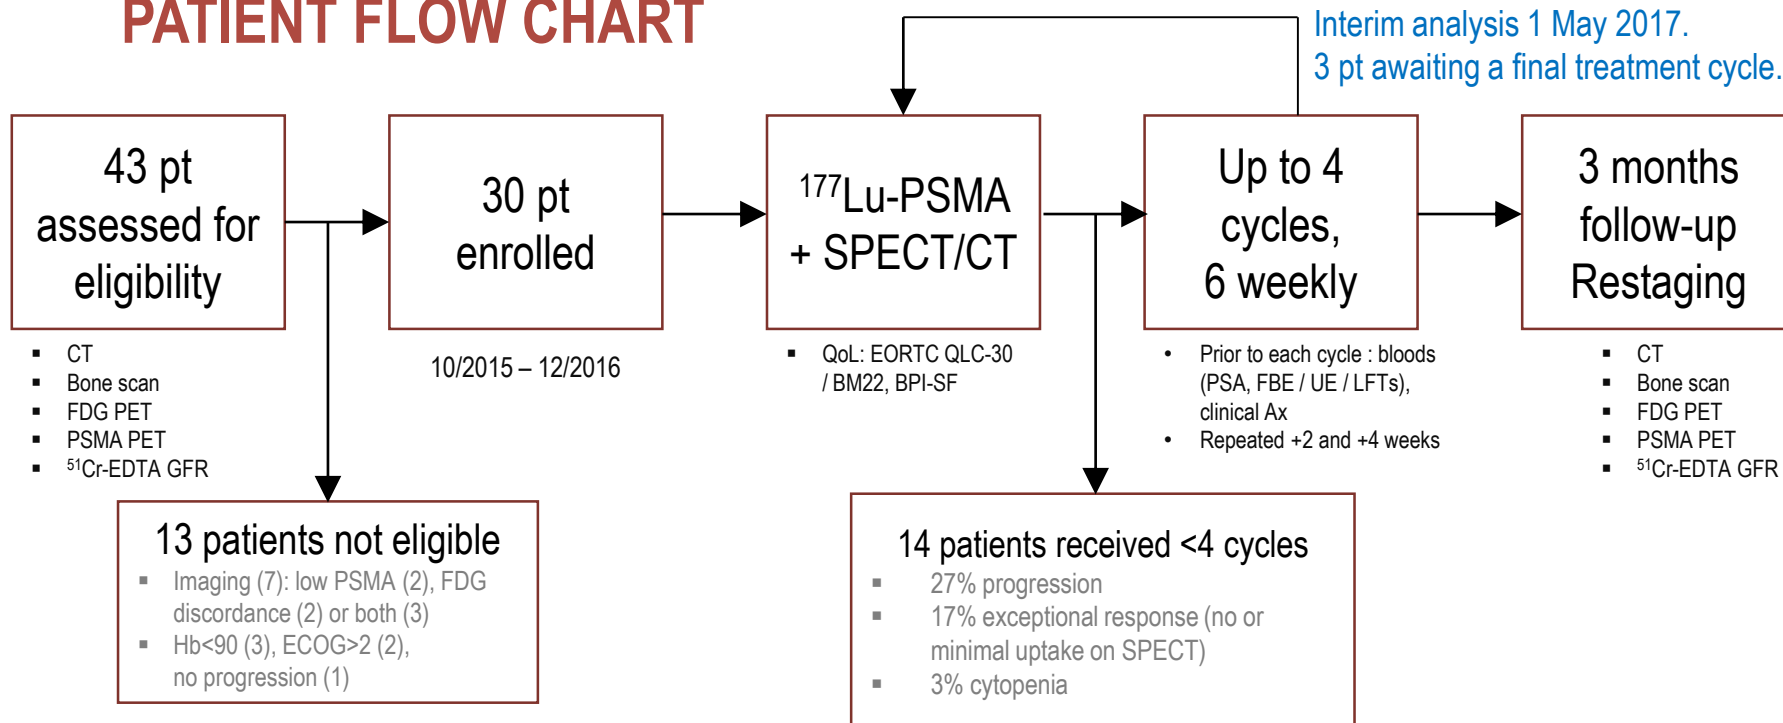 PATIENT FLOW CHART
Interim analysis 1 May 2017.
3 pt awaiting a final treatment cycle.
43 pt
assessed for
eligibility
▪ CT
▪ Bone scan
▪ FDG PET
▪ PSMA PET
▪ ⁵¹Cr-EDTA GFR
30 pt
enrolled
10/2015 – 12/2016
¹⁷⁷Lu-PSMA
+ SPECT/CT
▪ QoL: EORTC QLC-30
/ BM22, BPI-SF
Up to 4
cycles,
6 weekly
• Prior to each cycle : bloods
(PSA, FBE / UE / LFTs),
clinical Ax
• Repeated +2 and +4 weeks
3 months
follow-up
Restaging
▪ CT
▪ Bone scan
▪ FDG PET
▪ PSMA PET
▪ ⁵¹Cr-EDTA GFR
13 patients not eligible
▪ Imaging (7): low PSMA (2), FDG
discordance (2) or both (3)
▪ Hb<90 (3), ECOG>2 (2),
no progression (1)
14 patients received <4 cycles
▪ 27% progression
▪ 17% exceptional response (no or
minimal uptake on SPECT)
▪ 3% cytopenia